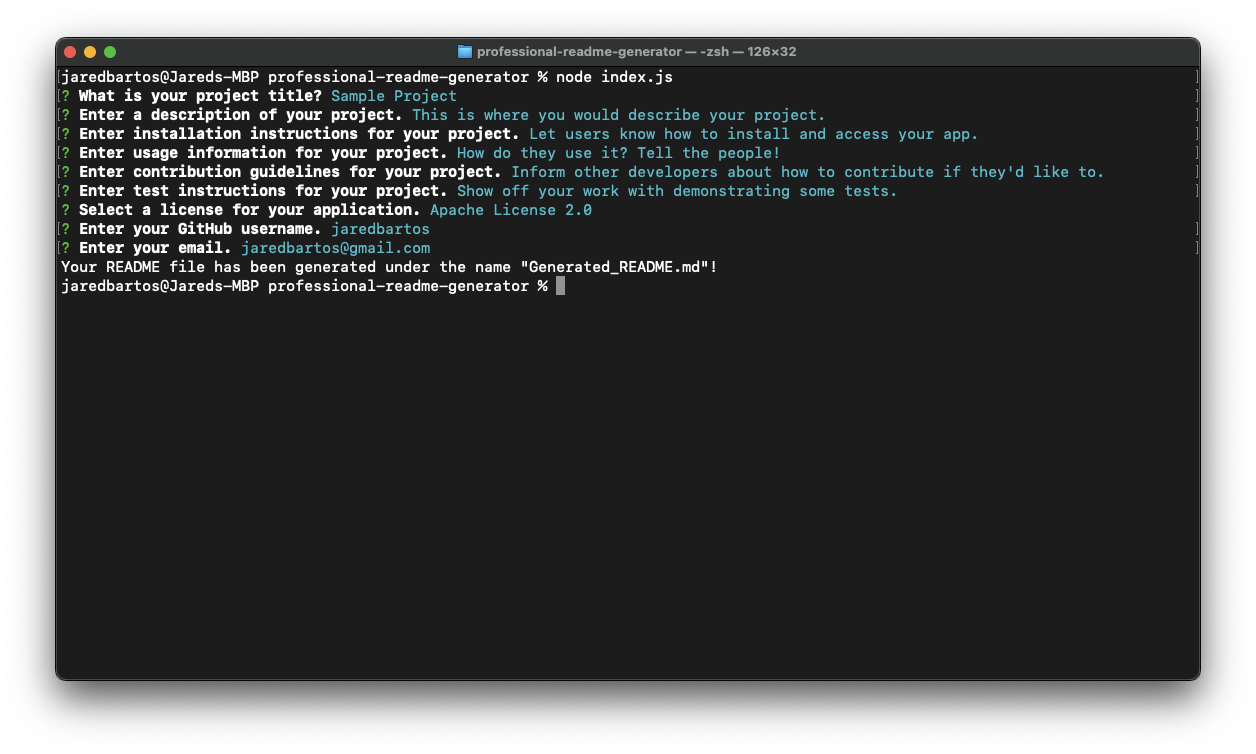 professional-readme-generator — -zsh — 126×32
[jaredbartos@Jareds-MBP professional-readme-generator % node index.js ]
[? What is your project title? Sample Project ]
[? Enter a description of your project. This is where you would describe your project. ]
[? Enter installation instructions for your project. Let users know how to install and access your app. ]
[? Enter usage information for your project. How do they use it? Tell the people! ]
[? Enter contribution guidelines for your project. Inform other developers about how to contribute if they'd like to. ]
[? Enter test instructions for your project. Show off your work with demonstrating some tests. ]
? Select a license for your application. Apache License 2.0
[? Enter your GitHub username. jaredbartos ]
[? Enter your email. jaredbartos@gmail.com ]
Your README file has been generated under the name "Generated_README.md"!
jaredbartos@Jareds-MBP professional-readme-generator %